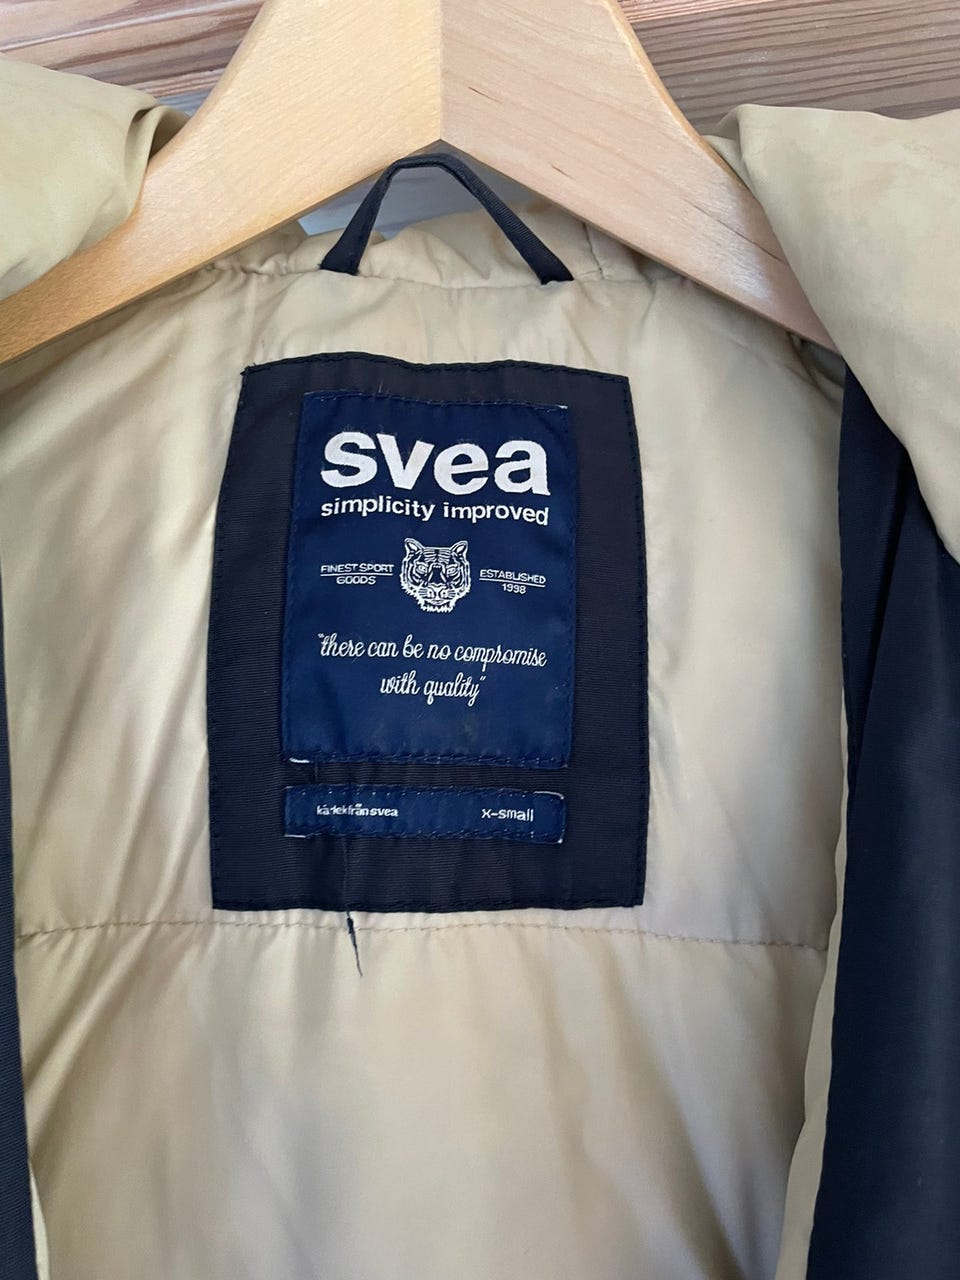 svea
simplicity improved
FINEST SPORT
GOODS
ESTABLISHED
1998
"there can be no compromise
with quality"
kärlek från svea
x-small